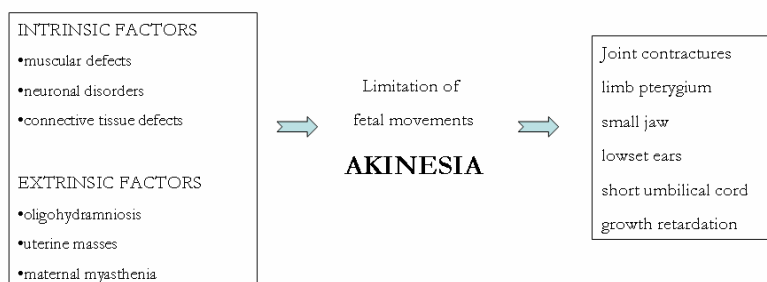 INTRINSIC FACTORS
•muscular defects
•neuronal disorders
•connective tissue defects
EXTRINSIC FACTORS
•oligohydramniosis
•uterine masses
•maternal myasthenia
Limitation of
fetal movements
AKINESIA
Joint contractures
limb pterygium
small jaw
lowset ears
short umbilical cord
growth retardation